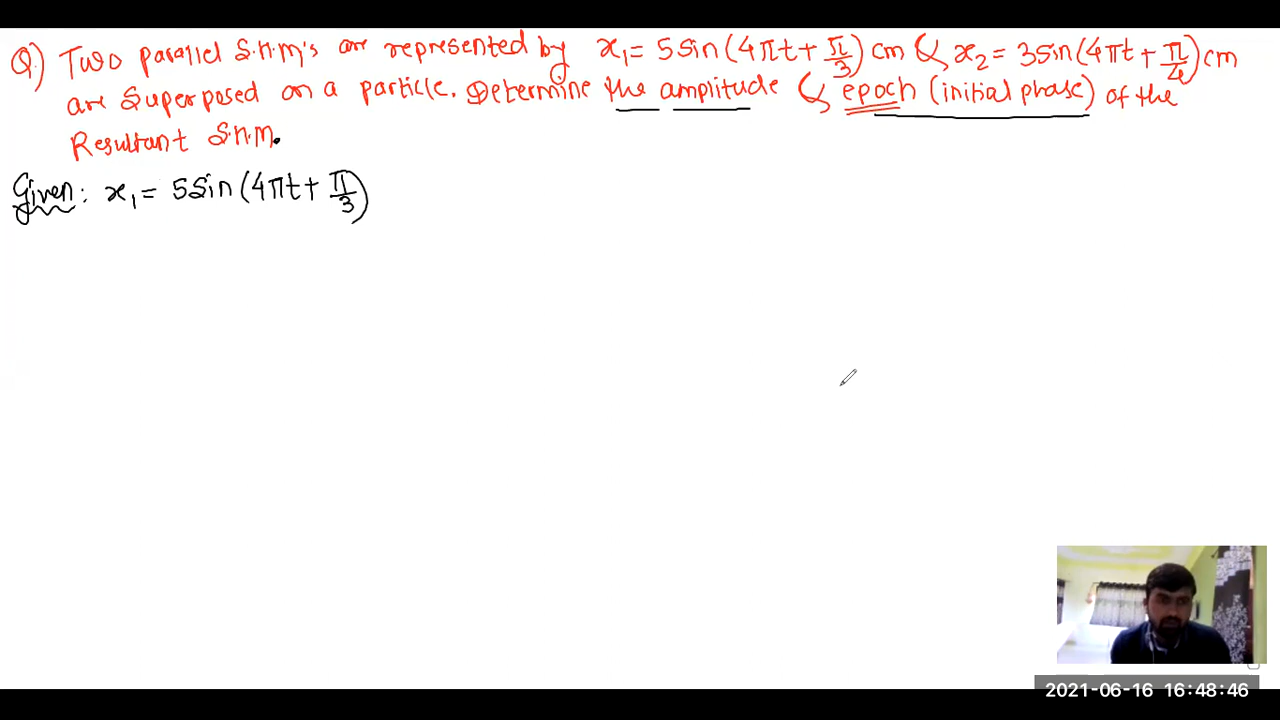 Q) Two parallel S.H.M's are represented by x₁ = 5sin(4πt + π/3) cm & x₂ = 3sin(4πt + π/4) cm
are Superposed on a particle. Determine the amplitude & epoch (initial phase) of the
Resultant S.H.M.
Given: x₁ = 5sin(4πt + π/3)
2021-06-16 16:48:46